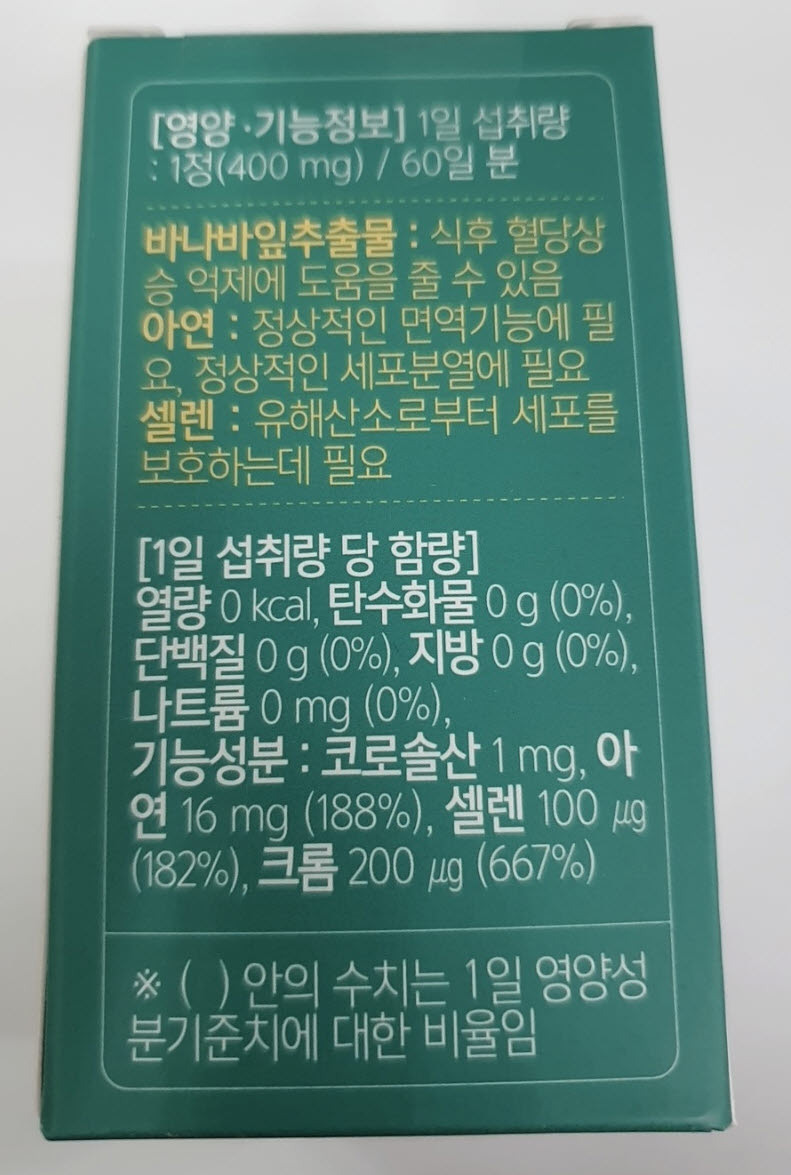 [영양·기능정보] 1일 섭취량
: 1정(400 mg) / 60일 분
바나바잎추출물 : 식후 혈당상
승 억제에 도움을 줄 수 있음
아연 : 정상적인 면역기능에 필
요, 정상적인 세포분열에 필요
셀렌 : 유해산소로부터 세포를
보호하는데 필요
[1일 섭취량 당 함량]
열량 0 kcal, 탄수화물 0 g (0%),
단백질 0 g (0%), 지방 0 g (0%),
나트륨 0 mg (0%),
기능성분 : 코로솔산 1 mg, 아
연 16 mg (188%), 셀렌 100 μg
(182%), 크롬 200 μg (667%)
※ ( ) 안의 수치는 1일 영양성
분기준치에 대한 비율임